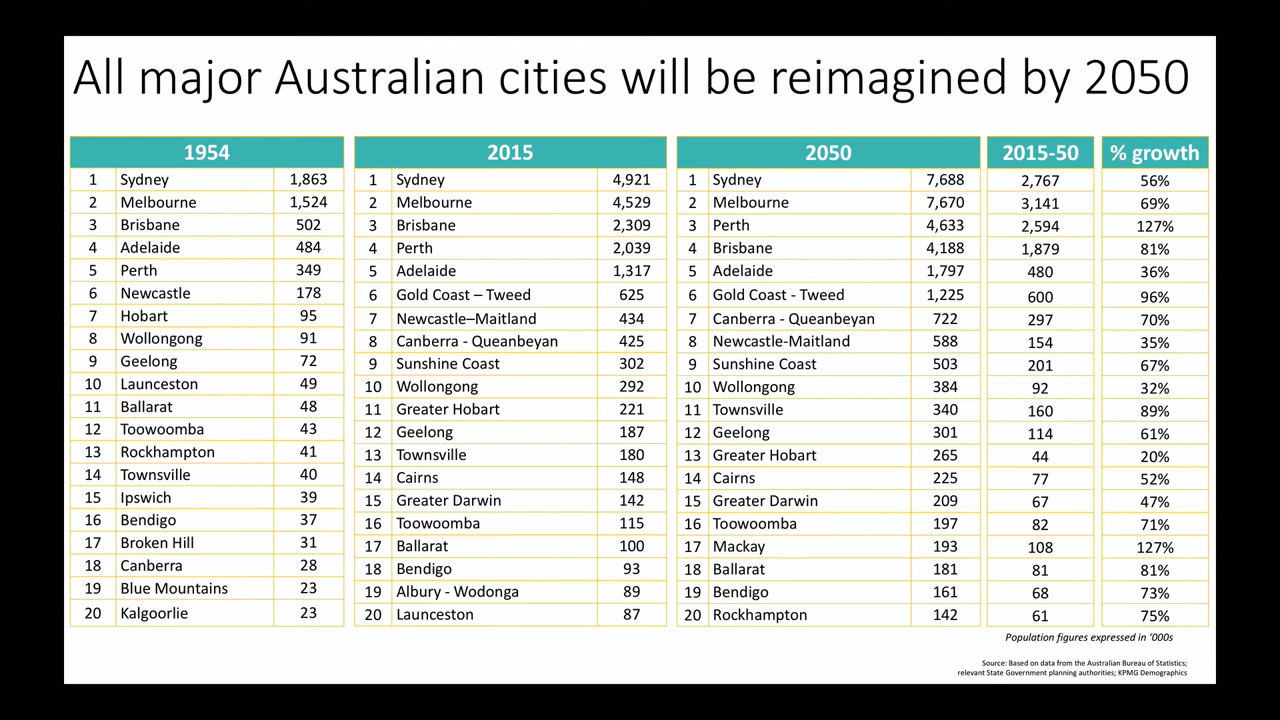 All major Australian cities will be reimagined by 2050
1954 2015 2050 2015-50 % growth
1 Sydney 1,863 1 Sydney 4,921 1 Sydney 7,688 2,767 56%
2 Melbourne 1,524 2 Melbourne 4,529 2 Melbourne 7,670 3,141 69%
3 Brisbane 502 3 Brisbane 2,309 3 Perth 4,633 2,594 127%
4 Adelaide 484 4 Perth 2,039 4 Brisbane 4,188 1,879 81%
5 Perth 349 5 Adelaide 1,317 5 Adelaide 1,797 480 36%
6 Newcastle 178 6 Gold Coast – Tweed 625 6 Gold Coast - Tweed 1,225 600 96%
7 Hobart 95 7 Newcastle–Maitland 434 7 Canberra - Queanbeyan 722 297 70%
8 Wollongong 91 8 Canberra - Queanbeyan 425 8 Newcastle-Maitland 588 154 35%
9 Geelong 72 9 Sunshine Coast 302 9 Sunshine Coast 503 201 67%
10 Launceston 49 10 Wollongong 292 10 Wollongong 384 92 32%
11 Ballarat 48 11 Greater Hobart 221 11 Townsville 340 160 89%
12 Toowoomba 43 12 Geelong 187 12 Geelong 301 114 61%
13 Rockhampton 41 13 Townsville 180 13 Greater Hobart 265 44 20%
14 Townsville 40 14 Cairns 148 14 Cairns 225 77 52%
15 Ipswich 39 15 Greater Darwin 142 15 Greater Darwin 209 67 47%
16 Bendigo 37 16 Toowoomba 115 16 Toowoomba 197 82 71%
17 Broken Hill 31 17 Ballarat 100 17 Mackay 193 108 127%
18 Canberra 28 18 Bendigo 93 18 Ballarat 181 81 81%
19 Blue Mountains 23 19 Albury - Wodonga 89 19 Bendigo 161 68 73%
20 Kalgoorlie 23 20 Launceston 87 20 Rockhampton 142 61 75%
Population figures expressed in ‘000s
Source: Based on data from the Australian Bureau of Statistics;
relevant State Government planning authorities; KPMG Demographics